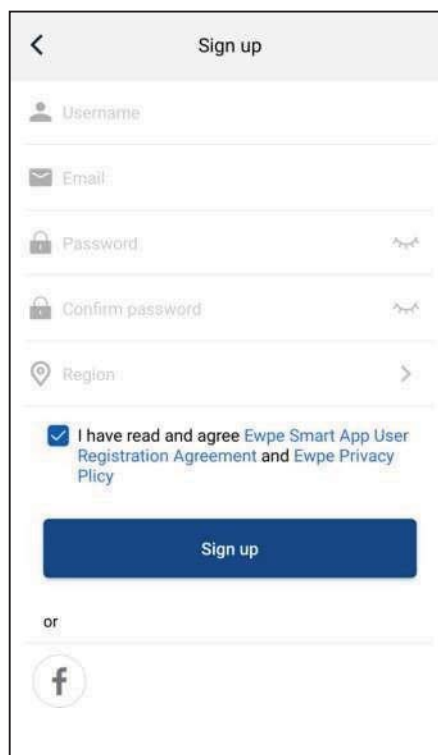 Sign up
Username
Email
Password
Confirm password
Region
I have read and agree Ewpe Smart App User
Registration Agreement and Ewpe Privacy
Plicy
Sign up
or